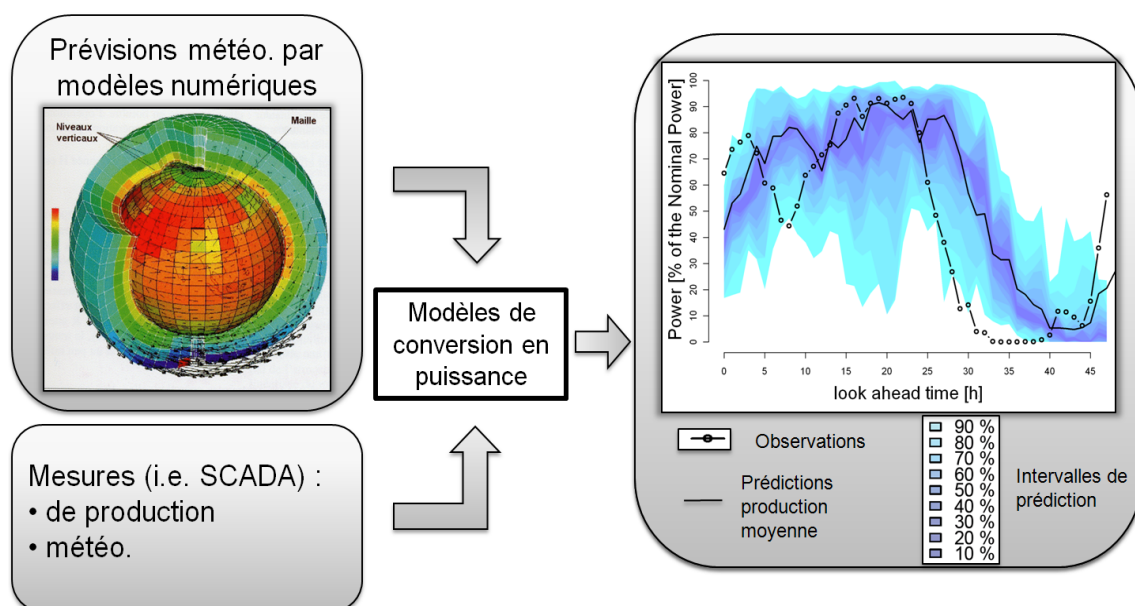 Prévisions météo. par
modèles numériques
Niveaux
verticaux
Maille
Mesures (i.e. SCADA) :
• de production
• météo.
Modèles de
conversion en
puissance
Power [% of the Nominal Power]
100
90
80
70
60
50
40
30
20
10
0
0 5 10 15 20 25 30 35 40 45
look ahead time [h]
Observations
Prédictions
production
moyenne
90 %
80 %
70 %
60 %
50 %
40 %
30 %
20 %
10 %
Intervalles de
prédiction